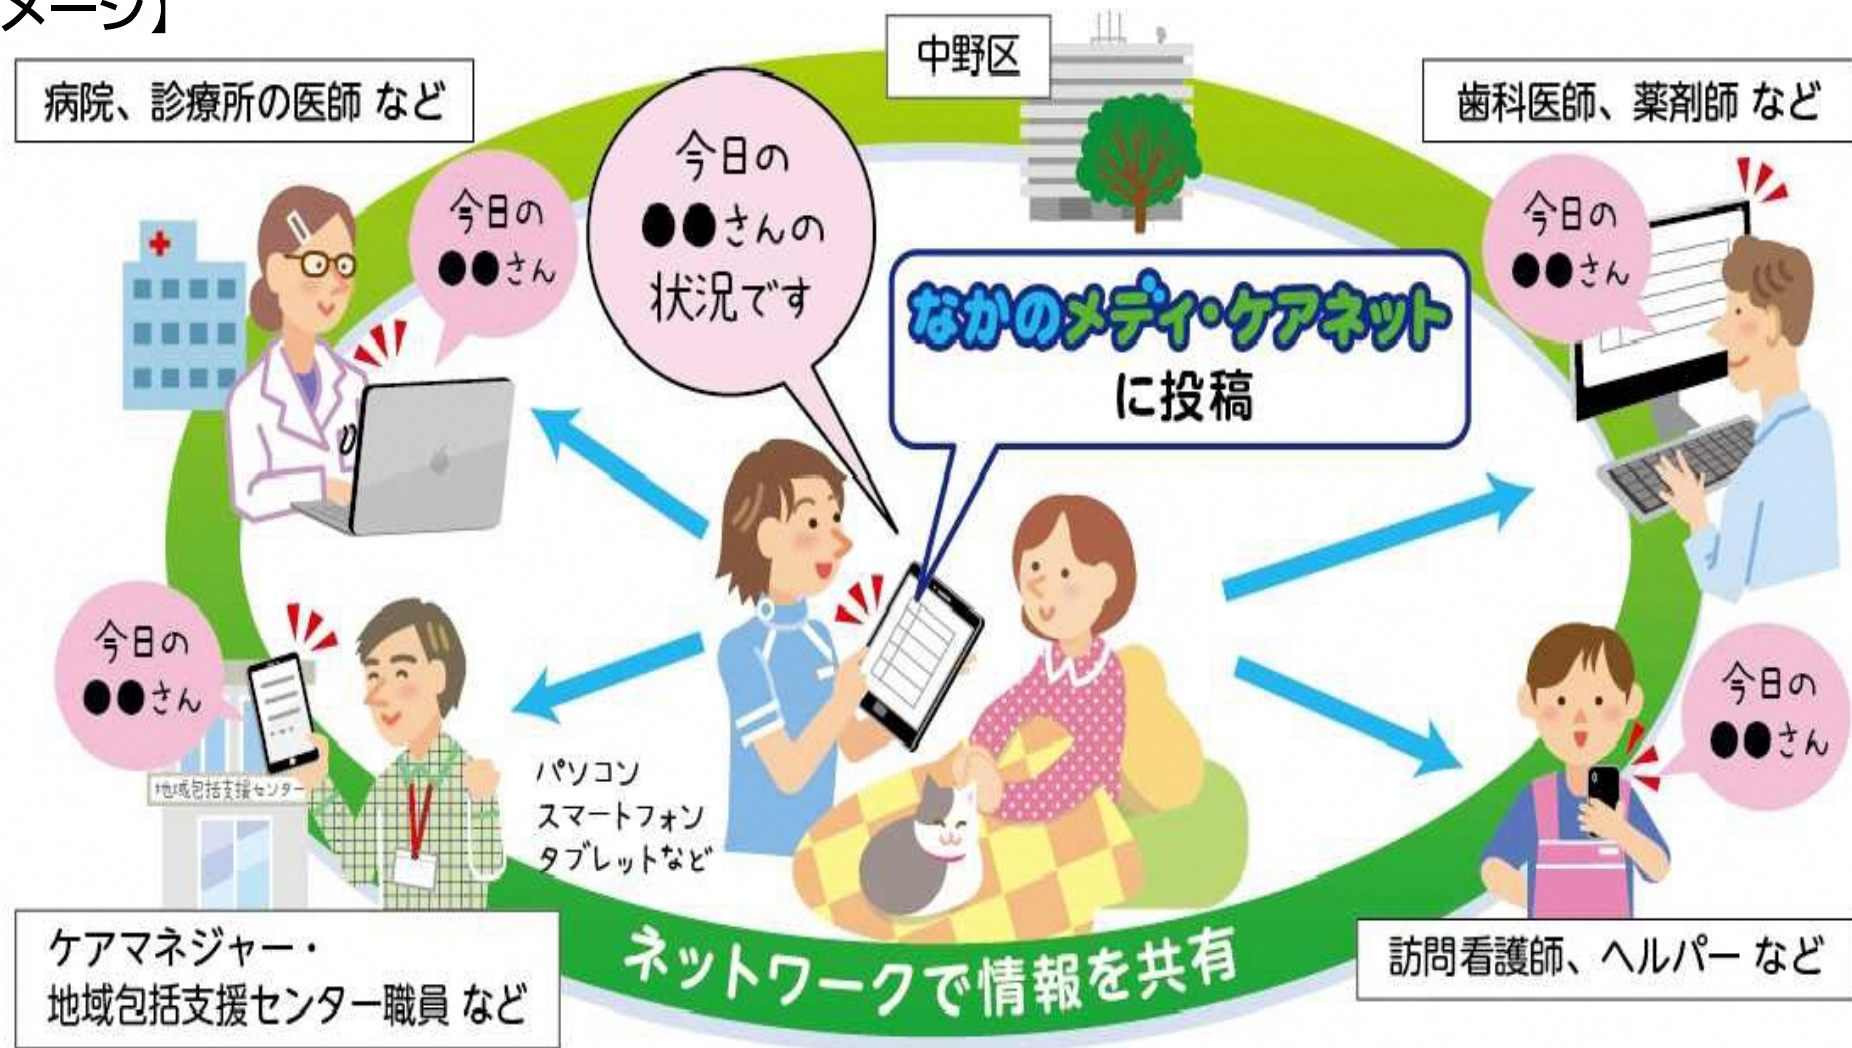 メージ】
中野区
病院、診療所の医師 など
歯科医師、薬剤師 など
今日の
●●さんの
状況です
今日の
●●さん
今日の
●●さん
なかのメディ・ケアネット
に投稿
今日の
●●さん
今日の
●●さん
地域包括支援センター
パソコン
スマートフォン
タブレットなど
ケアマネジャー・
地域包括支援センター職員 など
ネットワークで情報を共有
訪問看護師、ヘルパー など